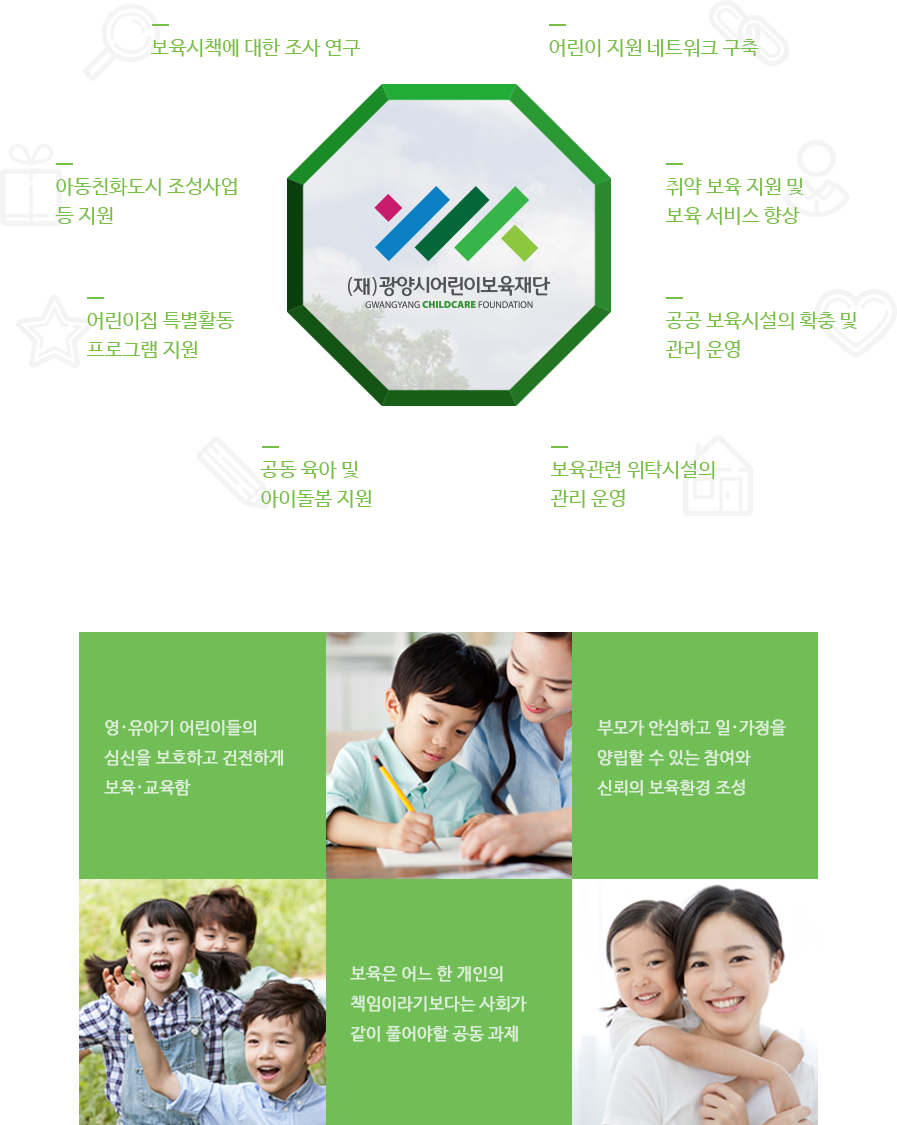 보육시책에 대한 조사 연구
어린이 지원 네트워크 구축
아동친화도시 조성사업
등 지원
취약 보육 지원 및
보육 서비스 향상
(재)광양시어린이보육재단
GWANGYANG CHILDCARE FOUNDATION
어린이집 특별활동
프로그램 지원
공공 보육시설의 확충 및
관리 운영
공동 육아 및
아이돌봄 지원
보육관련 위탁시설의
관리 운영
영·유아기 어린이들의
심신을 보호하고 건전하게
보육·교육함
부모가 안심하고 일·가정을
양립할 수 있는 참여와
신뢰의 보육환경 조성
보육은 어느 한 개인의
책임이라기보다는 사회가
같이 풀어야할 공동 과제